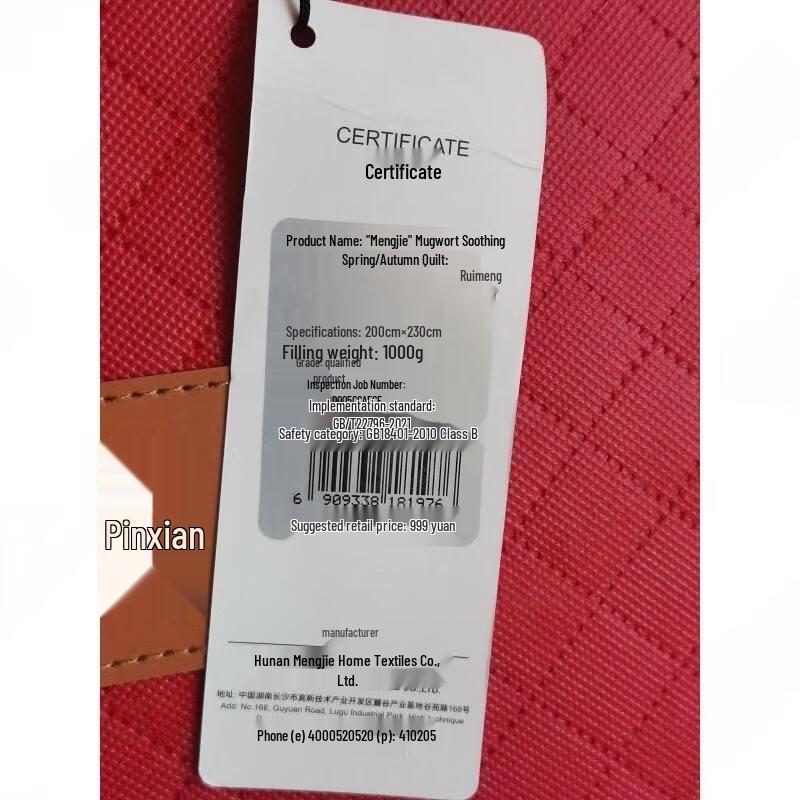 CERTIFICATE
Certificate
Product Name: "Mengjie" Mugwort Soothing
Spring/Autumn Quilt:
Ruimeng
Specifications: 200cm×230cm
Filling weight: 1000g
Grade: qualified
product
Inspection Job Number:
Implementation standard:
GB/T22796-2021
Safety category: GB18401-2010 Class B
6 909338 181976
Suggested retail price: 999 yuan
Pinxian
manufacturer
Hunan Mengjie Home Textiles Co.,
Ltd.
CO.,LTD.
地址: 中国湖南长沙市高新技术产业开发区麓谷产业基地谷苑路168号
Add: No.168, Guyuan Road, Lugu Industrial Park, High technique
Phone (e) 4000520520 (p): 410205